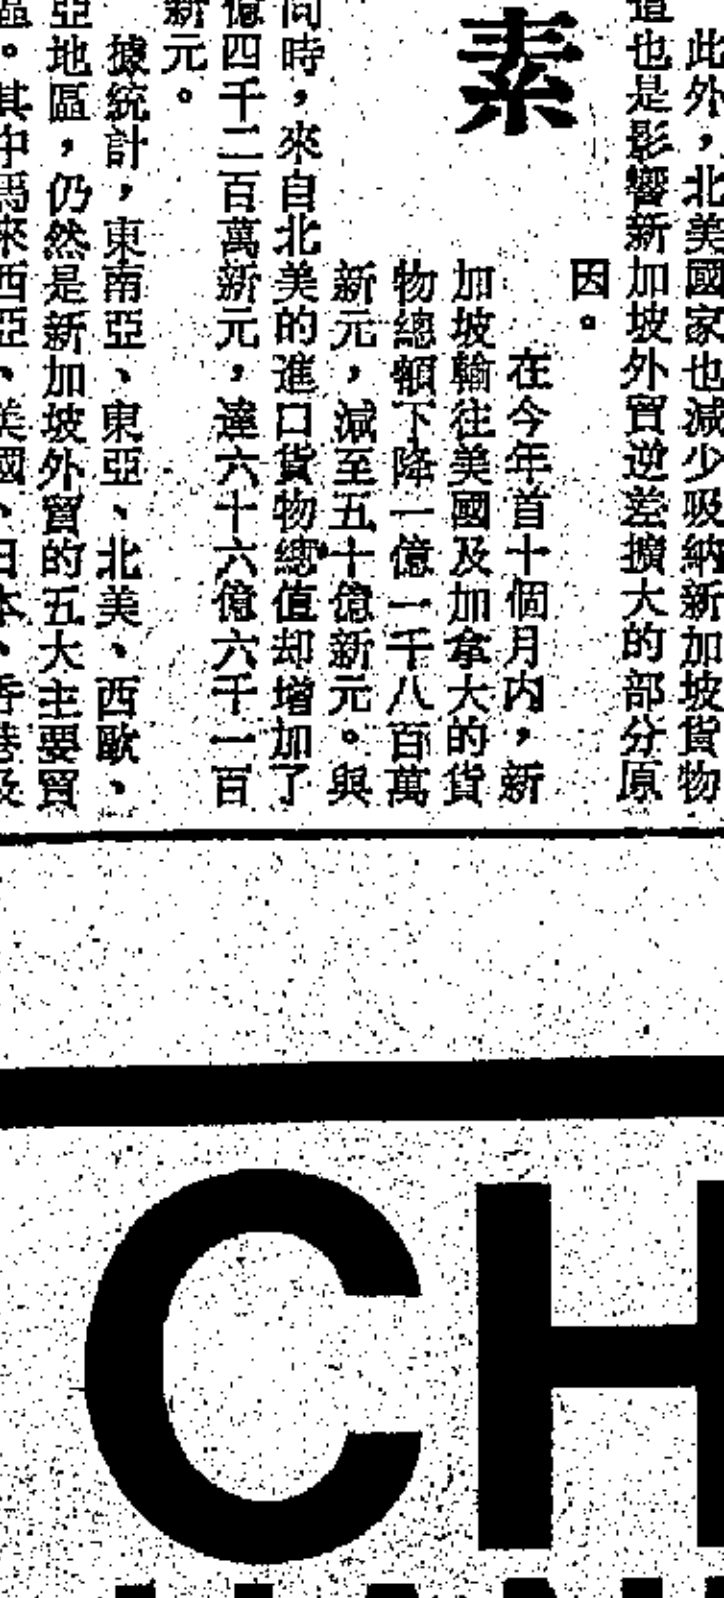 此外，北美國家也減少吸納新加坡貨物
這也是影響新加坡外貿逆差擴大的部分原
因。
素
在今年首十個月內，新
加坡輸往美國及加拿大的貨
物總額下降一億一千八百萬
新元，減至五十億新元。與
同時，來自北美的進口貨物總值却增加了
億四千二百萬新元，達六十六億六千一百
新元。
據統計，東南亞、東亞、北美、西歐、
亞地區，仍然是新加坡外貿的五大主要貿
區。其中馬來西亞、美國、日本、香港及
CH